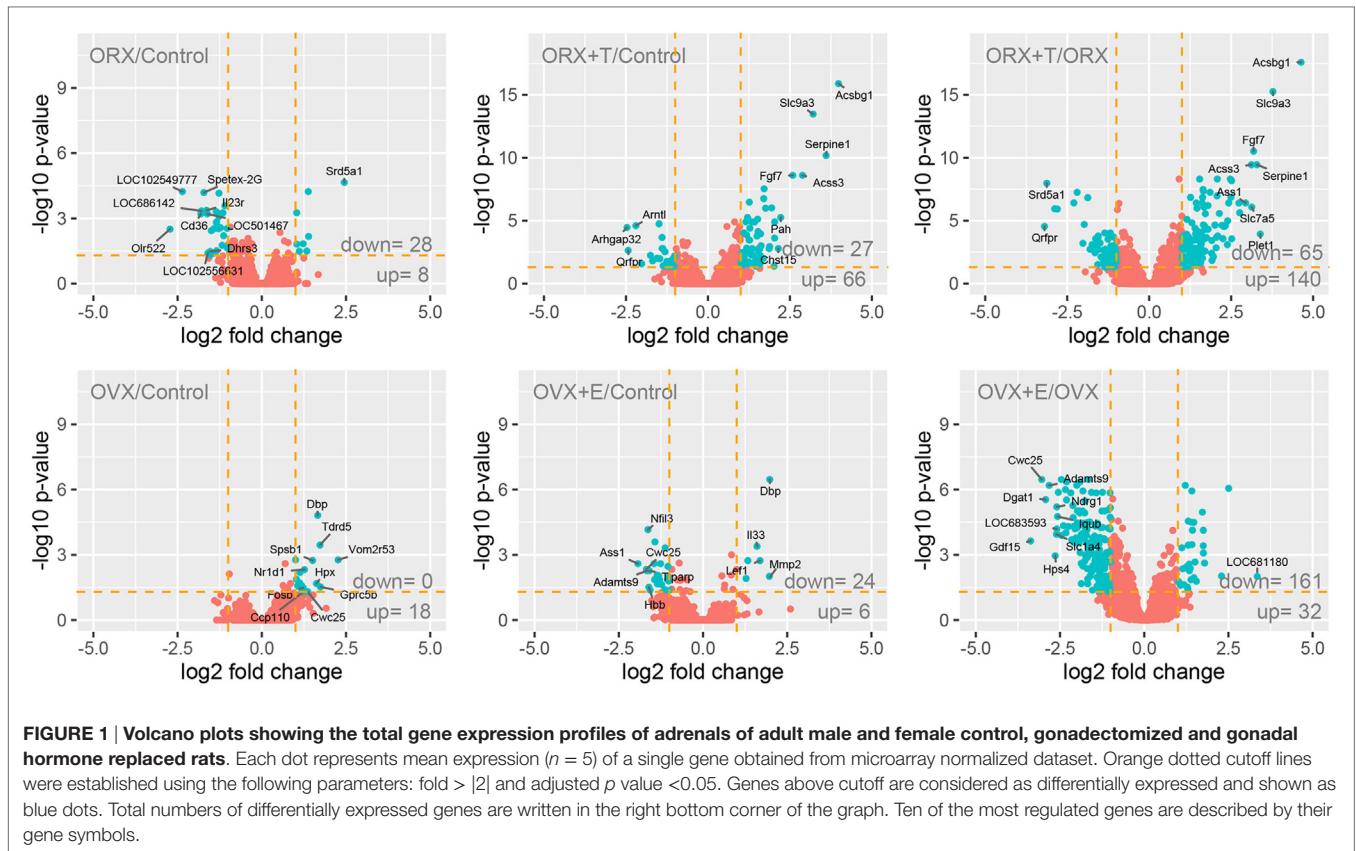 ORX/Control
ORX+T/Control
ORX+T/ORX
-log10 p-value
9
6
3
0
LOC102549777
Spetex-2G
Srd5a1
LOC686142
Il23r
Cd36
LOC501467
Olr522
Dhrs3
LOC102556631
down= 28
up= 8
-5.0
-2.5
0.0
2.5
5.0
log2 fold change
-log10 p-value
15
10
5
0
Acsbg1
Slc9a3
Serpine1
Fgf7
Acss3
Arntl
Arhgap32
Pah
Qrfpr
Chst15
down= 27
up= 66
-5.0
-2.5
0.0
2.5
5.0
log2 fold change
-log10 p-value
15
10
5
0
Acsbg1
Slc9a3
Fgf7
Acss3
Serpine1
Srd5a1
Ass1
Slc7a5
Qrfpr
Plet1
down= 65
up= 140
-5.0
-2.5
0.0
2.5
5.0
log2 fold change
OVX/Control
OVX+E/Control
OVX+E/OVX
-log10 p-value
9
6
3
0
Dbp
Tdrd5
Spsb1
Vom2r53
Nr1d1
Hpx
Fosb
Gprc5b
Ccp110
Cwc25
down= 0
up= 18
-5.0
-2.5
0.0
2.5
5.0
log2 fold change
-log10 p-value
9
6
3
0
Dbp
Nfil3
Il33
Ass1
Cwc25
Lef1
Mmp2
Adamts9
Tparp
Hbb
down= 24
up= 6
-5.0
-2.5
0.0
2.5
5.0
log2 fold change
-log10 p-value
9
6
3
0
Cwc25
Adamts9
Dgat1
Ndrg1
LOC683593
Iqub
Gdf15
Slc1a4
Hps4
LOC681180
down= 161
up= 32
-5.0
-2.5
0.0
2.5
5.0
log2 fold change
FIGURE 1 | Volcano plots showing the total gene expression profiles of adrenals of adult male and female control, gonadectomized and gonadal
hormone replaced rats. Each dot represents mean expression (n = 5) of a single gene obtained from microarray normalized dataset. Orange dotted cutoff lines
were established using the following parameters: fold > |2| and adjusted p value <0.05. Genes above cutoff are considered as differentially expressed and shown as
blue dots. Total numbers of differentially expressed genes are written in the right bottom corner of the graph. Ten of the most regulated genes are described by their
gene symbols.